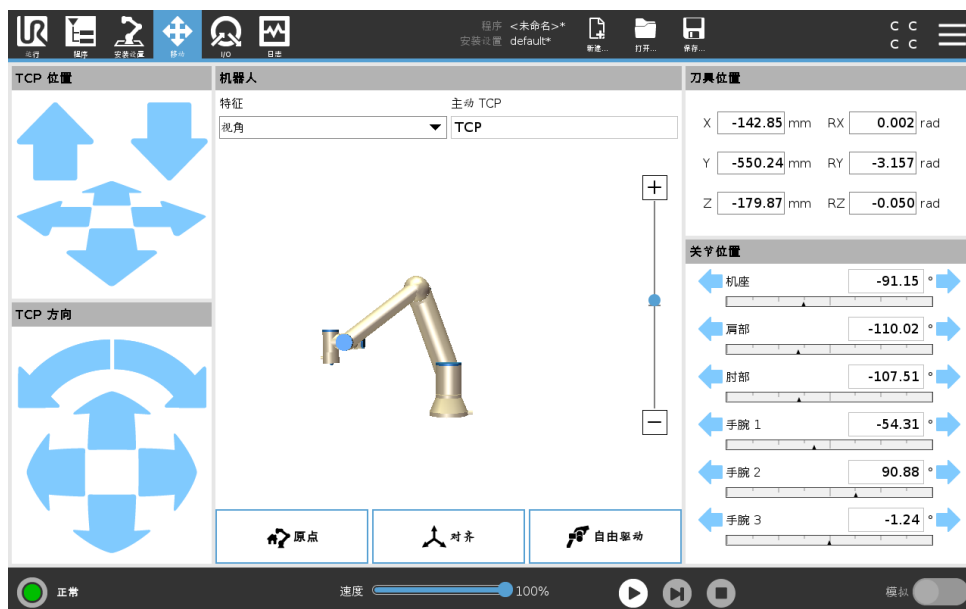 程序 <未命名>*
安装设置 default*
UR
运行 程序 安装设置 移动 I/O 日志
新建... 打开... 保存...
C C
C C
TCP 位置
机器人
特征
主动 TCP
视角
TCP
+
−
原点 对齐 自由驱动
TCP 方向
刀具位置
X -142.85 mm RX 0.002 rad
Y -550.24 mm RY -3.157 rad
Z -179.87 mm RZ -0.050 rad
关节位置
机座 -91.15 °
肩部 -110.02 °
肘部 -107.51 °
手腕 1 -54.31 °
手腕 2 90.88 °
手腕 3 -1.24 °
正常
速度 100%
模拟